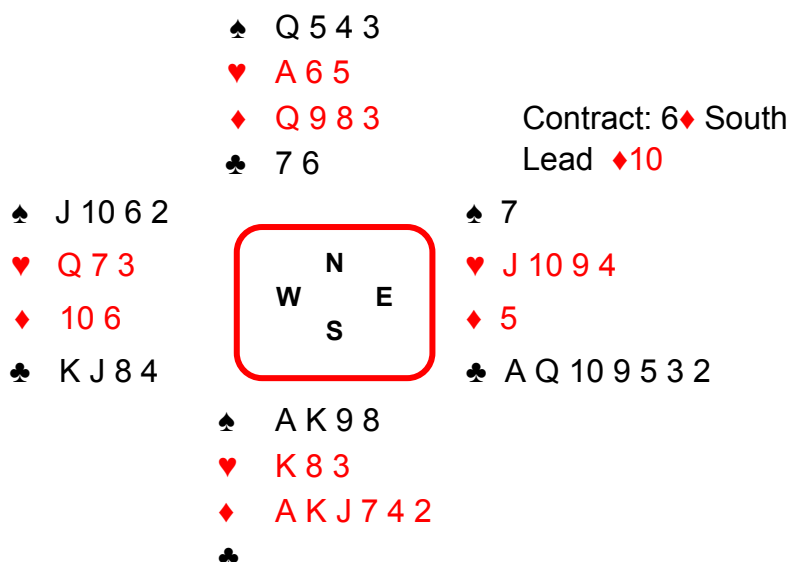 ♠ Q 5 4 3
♥ A 6 5
♦ Q 9 8 3 Contract: 6♦ South
♣ 7 6 Lead ♦10
♠ J 10 6 2 ♠ 7
♥ Q 7 3 N ♥ J 10 9 4
♦ 10 6 W E ♦ 5
S
♣ K J 8 4 ♣ A Q 10 9 5 3 2
♠ A K 9 8
♥ K 8 3
♦ A K J 7 4 2
♣